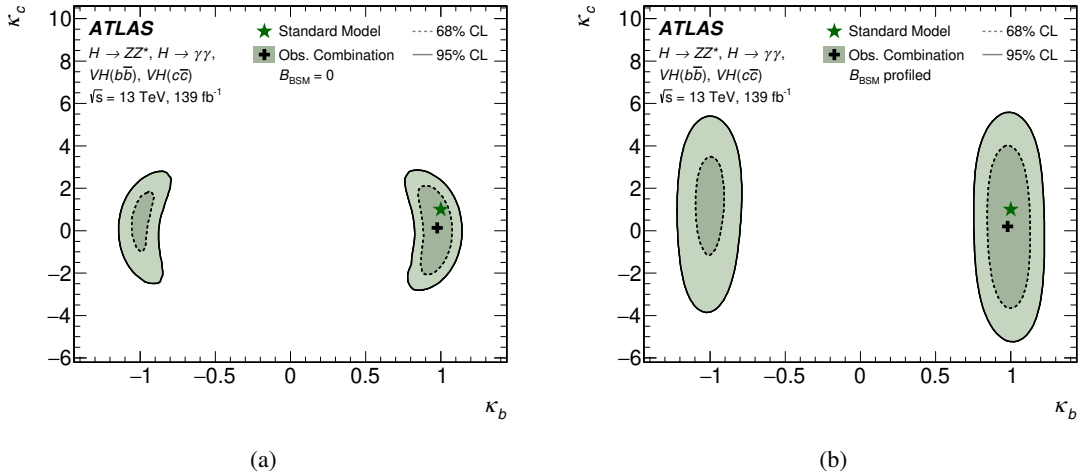 κc
10
8
6
4
2
0
−2
−4
−6
ATLAS
H → ZZ*, H → γγ,
VH(bb̅), VH(cc̅)
√s = 13 TeV, 139 fb-1
Standard Model
Obs. Combination
BBSM = 0
68% CL
95% CL
−1 −0.5 0 0.5 1
κb
(a)
κc
10
8
6
4
2
0
−2
−4
−6
ATLAS
H → ZZ*, H → γγ,
VH(bb̅), VH(cc̅)
√s = 13 TeV, 139 fb-1
Standard Model
Obs. Combination
BBSM profiled
68% CL
95% CL
−1 −0.5 0 0.5 1
κb
(b)